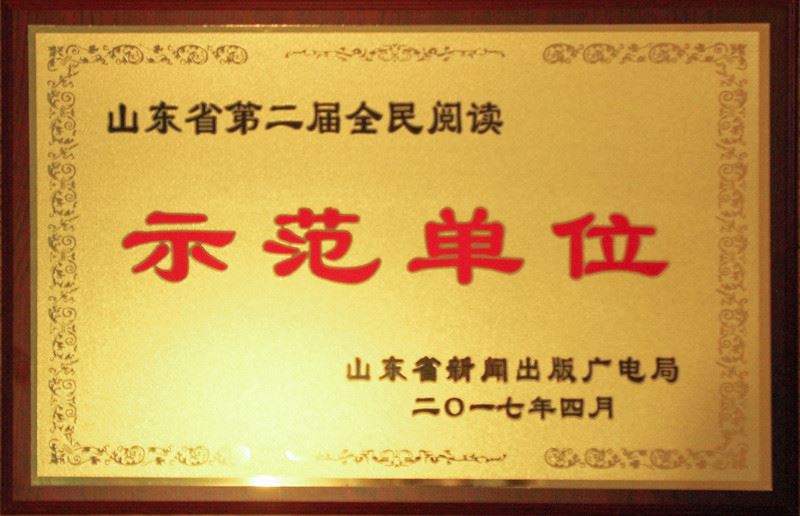 山东省第二届全民阅读
示范单位
山东省新闻出版广电局
二〇一七年四月